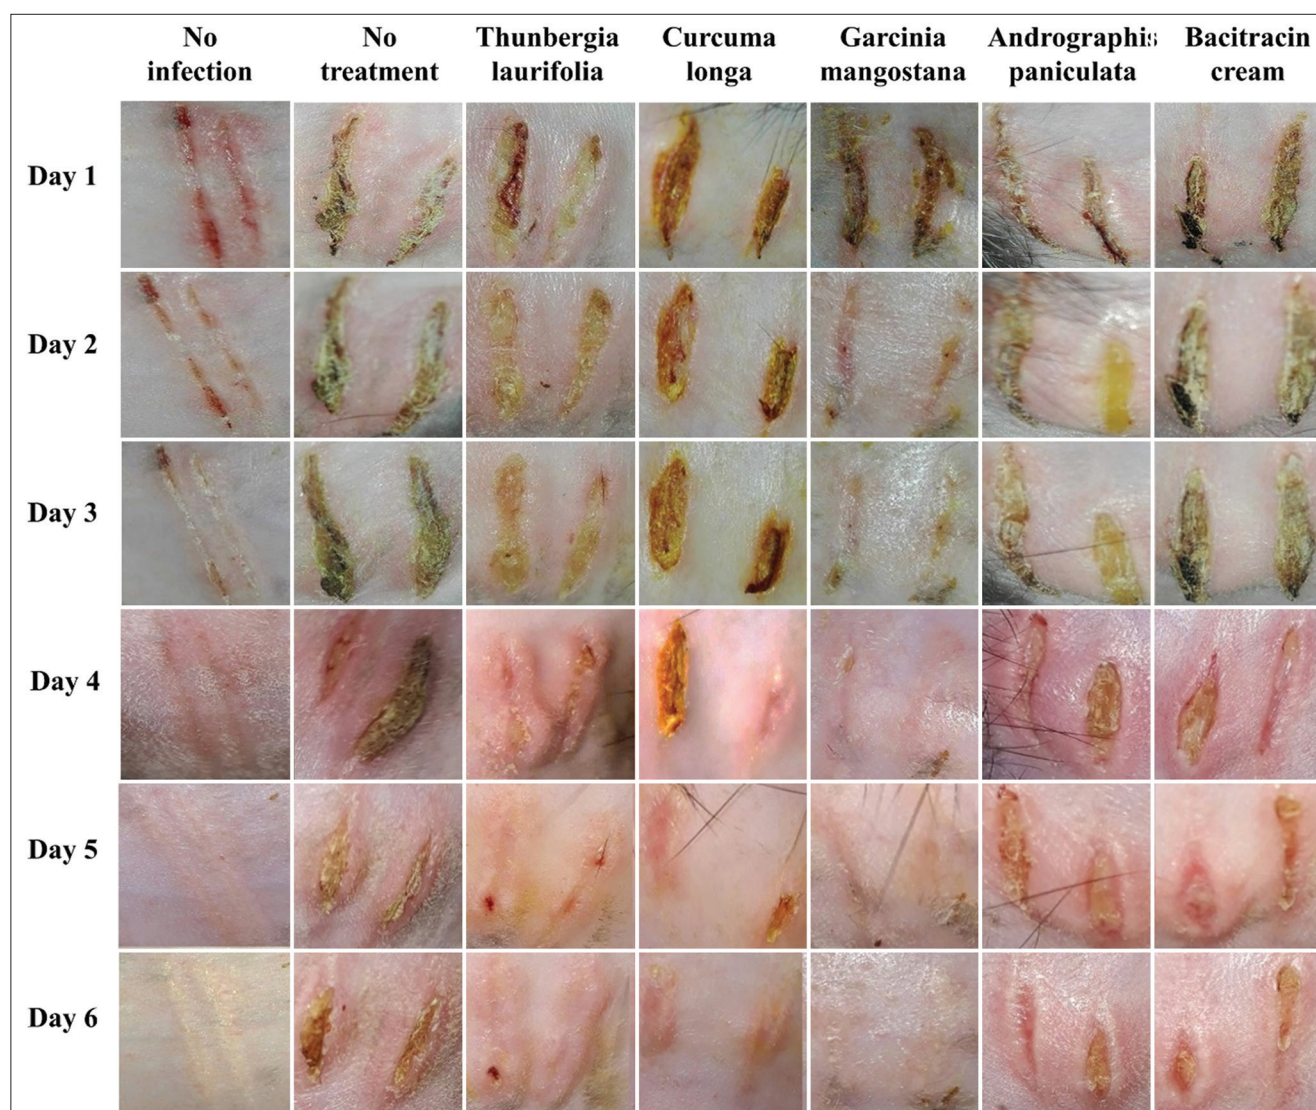 No
infection
No
treatment
Thunbergia
laurifolia
Curcuma
longa
Garcinia
mangostana
Andrographis
paniculata
Bacitracin
cream
Day 1
Day 2
Day 3
Day 4
Day 5
Day 6